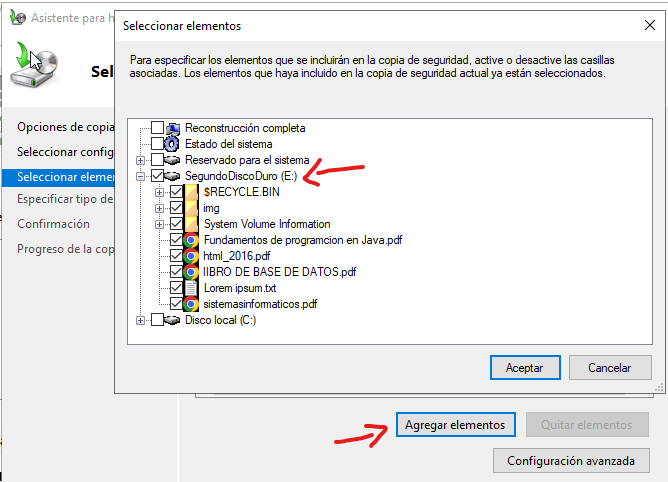 Asistente para h
Seleccionar elementos
Para especificar los elementos que se incluirán en la copia de seguridad, active o desactive las casillas
asociadas. Los elementos que haya incluido en la copia de seguridad actual ya están seleccionados.
Sel
Opciones de copia
Seleccionar config
Seleccionar elemen
Especificar tipo de
Confirmación
Progreso de la cop
Reconstrucción completa
Estado del sistema
Reservado para el sistema
SegundoDiscoDuro (E:)
$RECYCLE.BIN
img
System Volume Information
Fundamentos de programcion en Java.pdf
html_2016.pdf
lIBRO DE BASE DE DATOS.pdf
Lorem ipsum.txt
sistemasinformaticos.pdf
Disco local (C:)
Aceptar
Cancelar
Agregar elementos
Quitar elementos
Configuración avanzada